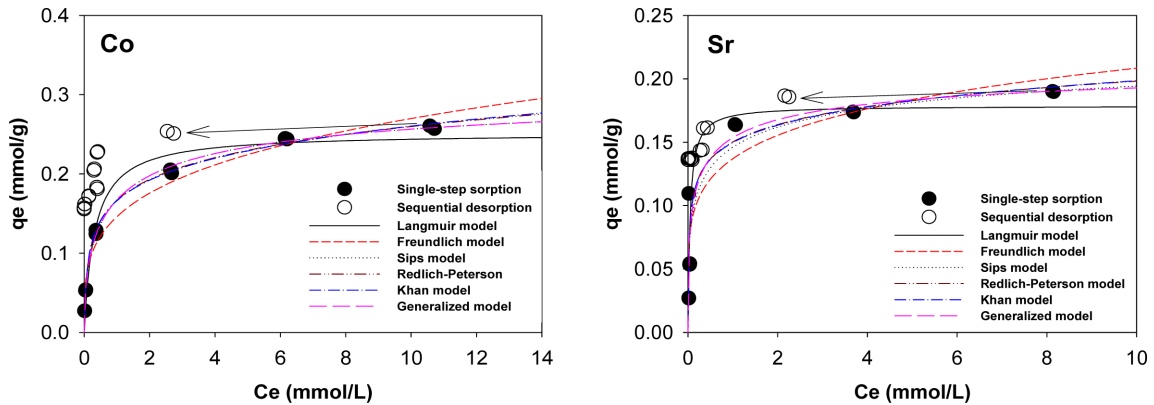 Co
qe (mmol/g)
0.4
0.3
0.2
0.1
0.0
Single-step sorption
Sequential desorption
Langmuir model
Freundlich model
Sips model
Redlich-Peterson
Khan model
Generalized model
0 2 4 6 8 10 12 14
Ce (mmol/L)
Sr
qe (mmol/g)
0.25
0.20
0.15
0.10
0.05
0.00
Single-step sorption
Sequential desorption
Langmuir model
Freundlich model
Sips model
Redlich-Peterson model
Khan model
Generalized model
0 2 4 6 8 10
Ce (mmol/L)